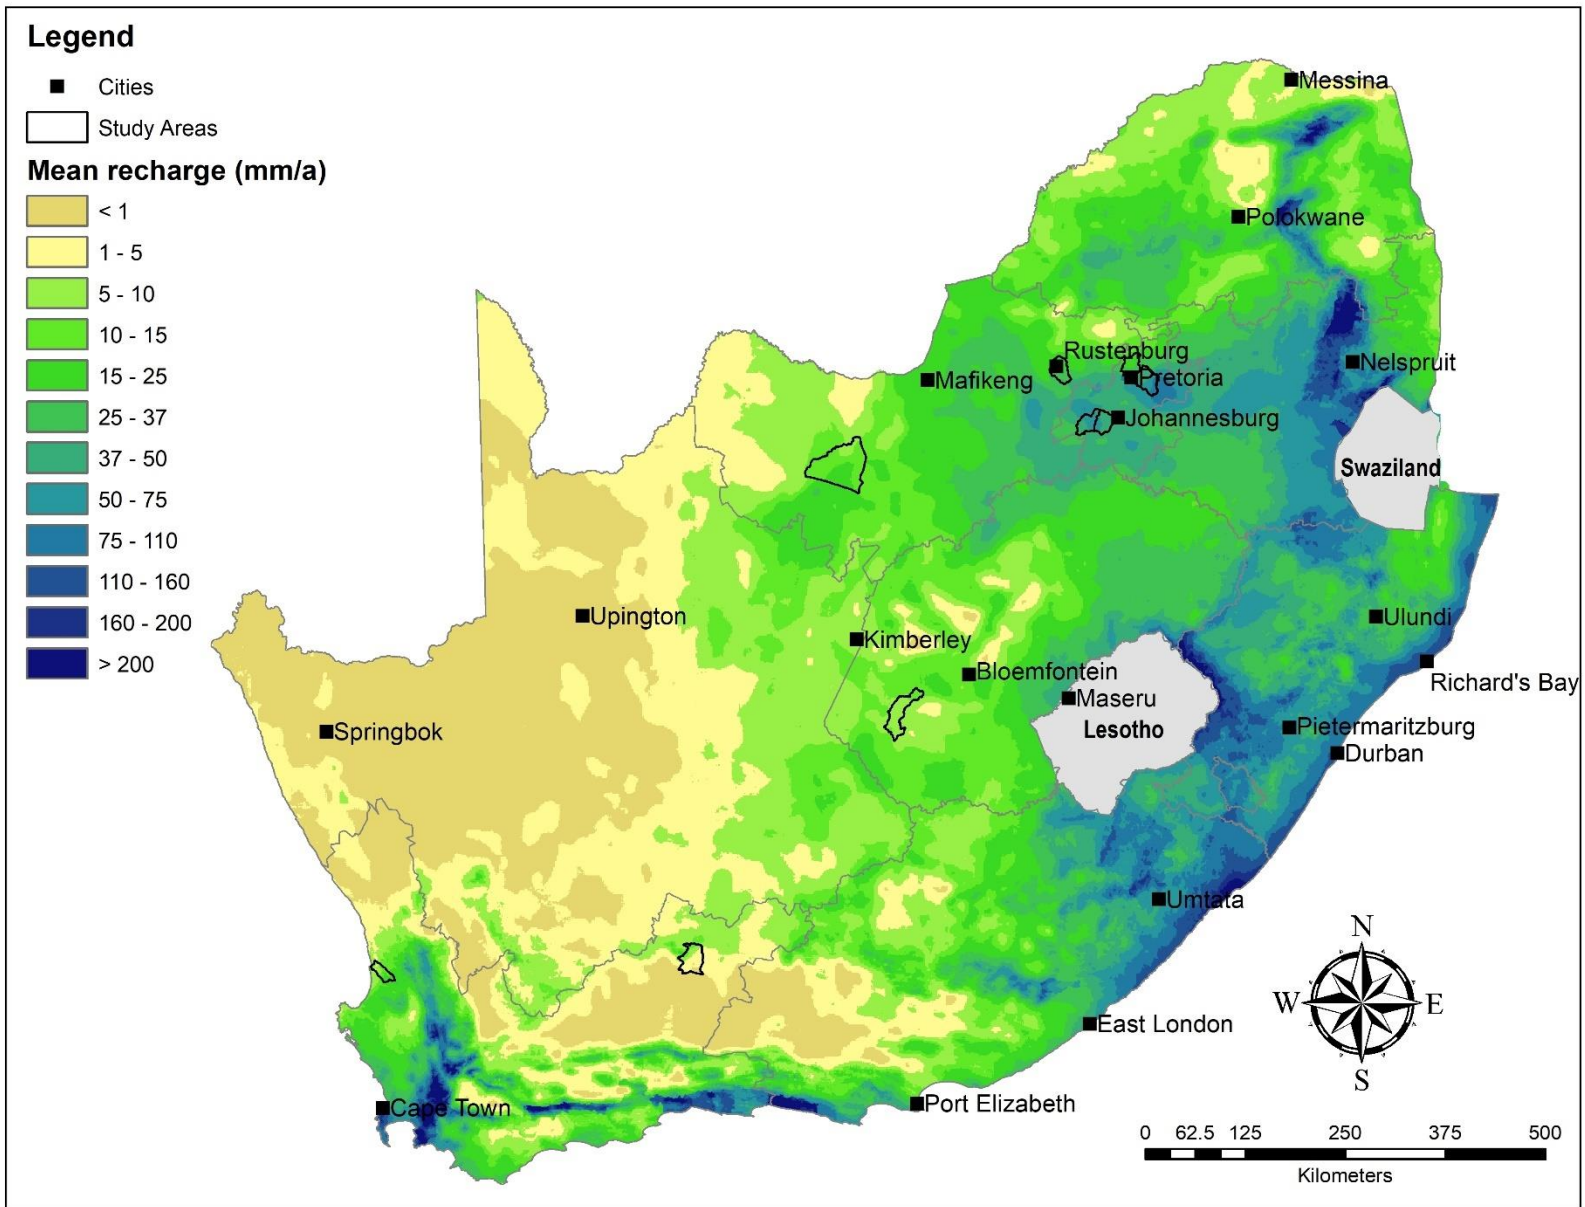 Legend
Cities
Study Areas
Mean recharge (mm/a)
< 1
1 - 5
5 - 10
10 - 15
15 - 25
25 - 37
37 - 50
50 - 75
75 - 110
110 - 160
160 - 200
> 200
Messina
Polokwane
Rustenburg
Nelspruit
Mafikeng
Pretoria
Johannesburg
Swaziland
Upington
Ulundi
Kimberley
Bloemfontein
Richard's Bay
Maseru
Springbok
Lesotho
Pietermaritzburg
Durban
Umtata
N
W
E
S
East London
Cape Town
Port Elizabeth
0 62.5 125 250 375 500
Kilometers